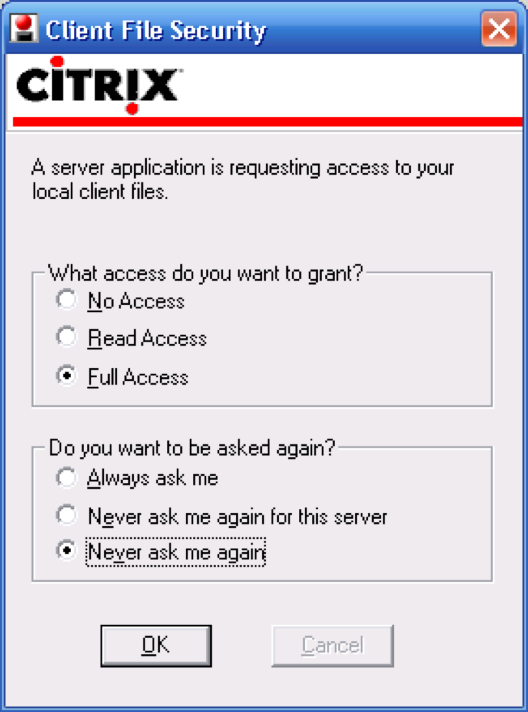 Client File Security
CİTRIX
A server application is requesting access to your
local client files.
What access do you want to grant?
No Access
Read Access
Full Access
Do you want to be asked again?
Always ask me
Never ask me again for this server
Never ask me again
OK
Cancel